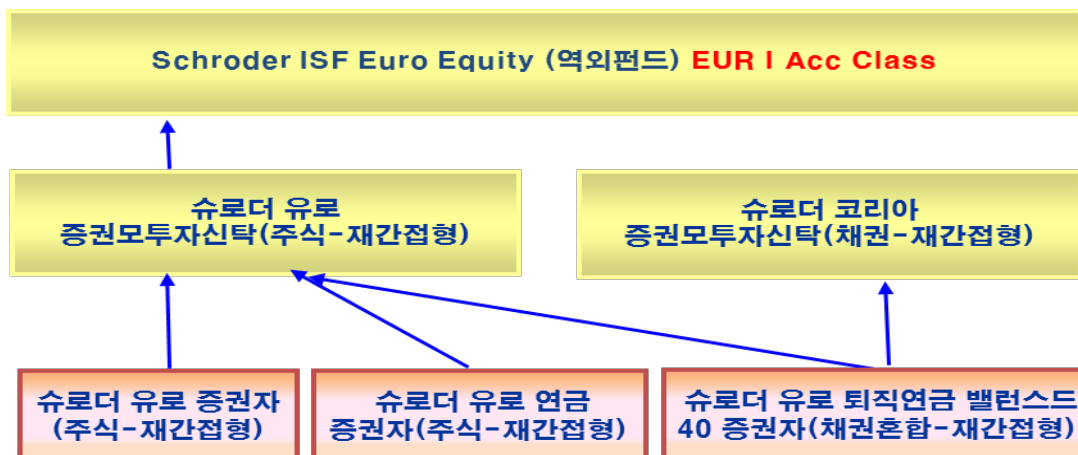 Schroder ISF Euro Equity (역외펀드) EUR I Acc Class
슈로더 유로
증권모투자신탁(주식-재간접형)
슈로더 코리아
증권모투자신탁(채권-재간접형)
슈로더 유로 증권자
(주식-재간접형)
슈로더 유로 연금
증권자(주식-재간접형)
슈로더 유로 퇴직연금 밸런스드
40 증권자(채권혼합-재간접형)